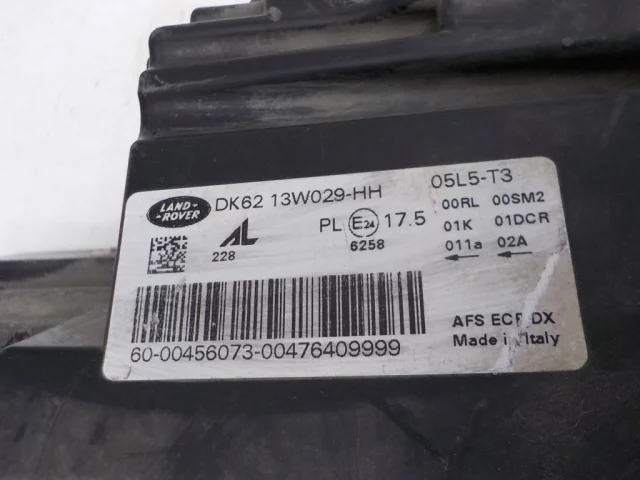 LAND-
-ROVER
DK62 13W029-HH
05L5-T3
00RL 00SM2
01K 01DCR
011a 02A
AL
228
PL E24 17.5
6258
60-00456073-00476409999
AFS ECE DX
Made in Italy